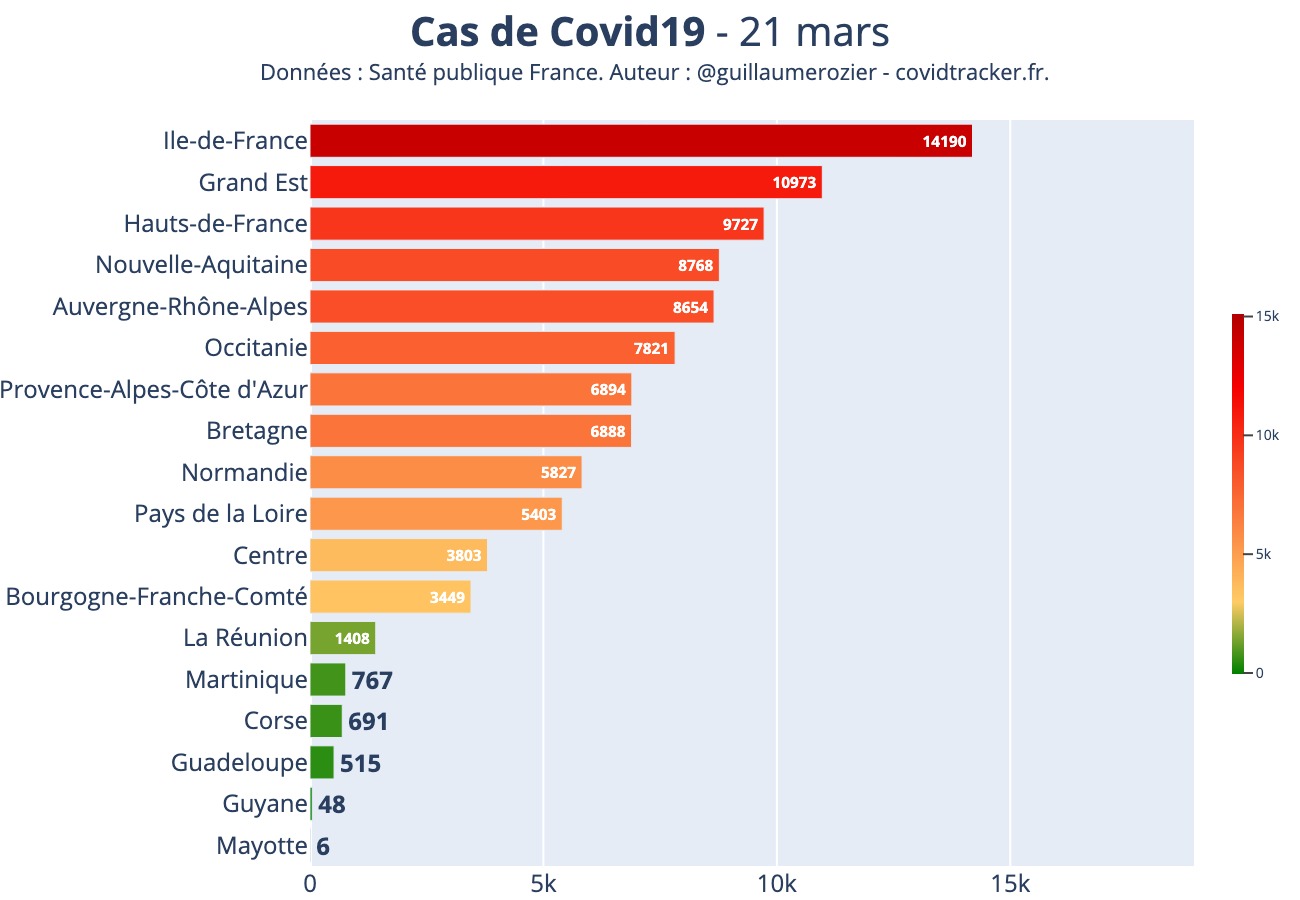 Cas de Covid19 - 21 mars
Données : Santé publique France. Auteur : @guillaumerozier - covidtracker.fr.
Ile-de-France 14190
Grand Est 10973
Hauts-de-France 9727
Nouvelle-Aquitaine 8768
Auvergne-Rhône-Alpes 8654
Occitanie 7821
Provence-Alpes-Côte d'Azur 6894
Bretagne 6888
Normandie 5827
Pays de la Loire 5403
Centre 3803
Bourgogne-Franche-Comté 3449
La Réunion 1408
Martinique 767
Corse 691
Guadeloupe 515
Guyane 48
Mayotte 6
0 5k 10k 15k
15k
10k
5k
0